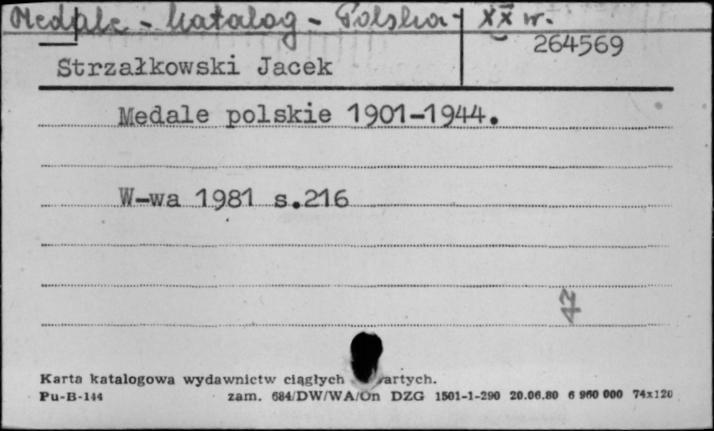 Medale - katalog - Polska - XX w.
264569
Strzałkowski Jacek
Medale polskie 1901-1944.
W-wa 1981 s.216
Karta katalogowa wydawnictw ciągłych artych.
Pu-B-144 zam. 684/DW/WA/On DZG 1501-1-290 20.06.80 6 960 000 74x120